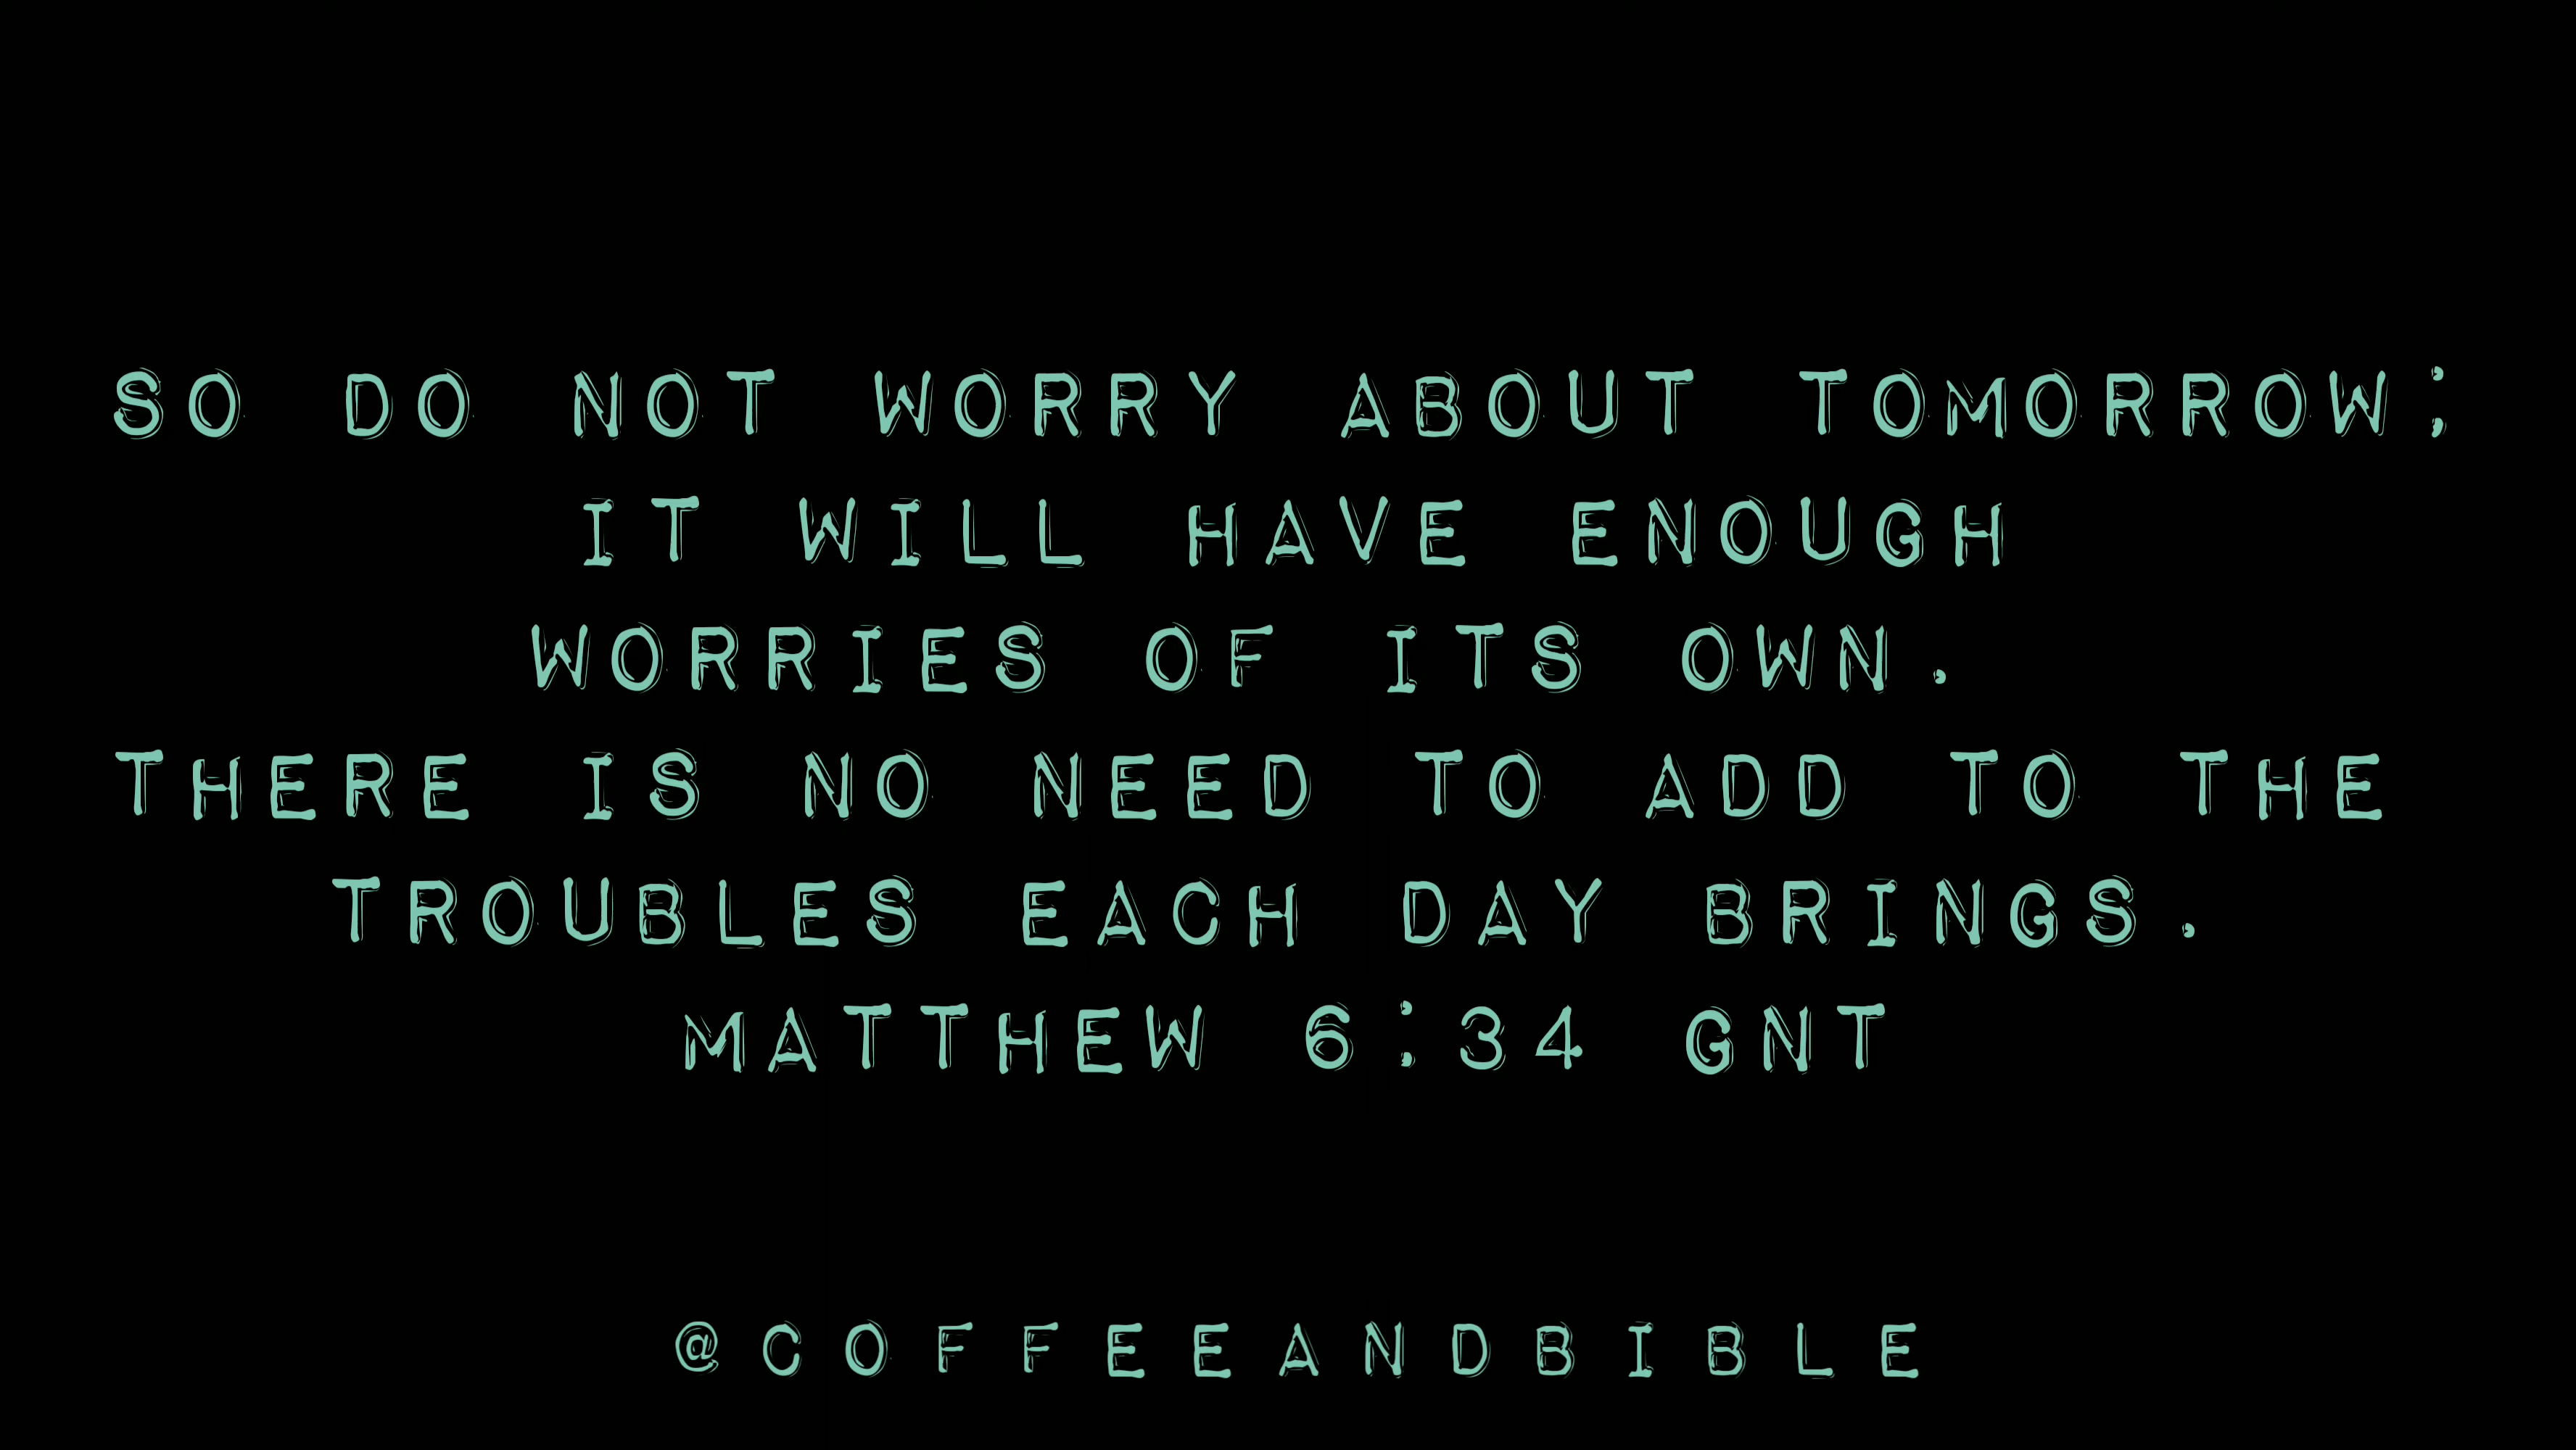 SO DO NOT WORRY ABOUT TOMORROW;
IT WILL HAVE ENOUGH
WORRIES OF ITS OWN.
THERE IS NO NEED TO ADD TO THE
TROUBLES EACH DAY BRINGS.
MATTHEW 6:34 GNT
@COFFEEANDBIBLE